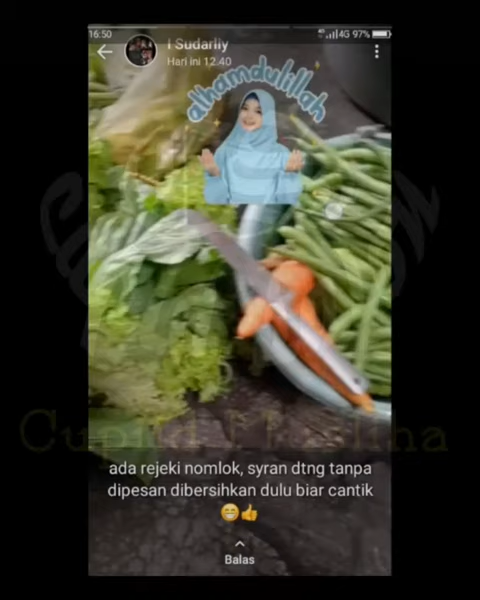 16:50
4G 97%
i Sudarliy
Hari ini 12.40
alhamdulillah
ada rejeki nomlok, syran dtng tanpa
dipesan dibersihkan dulu biar cantik
😁👍
Balas